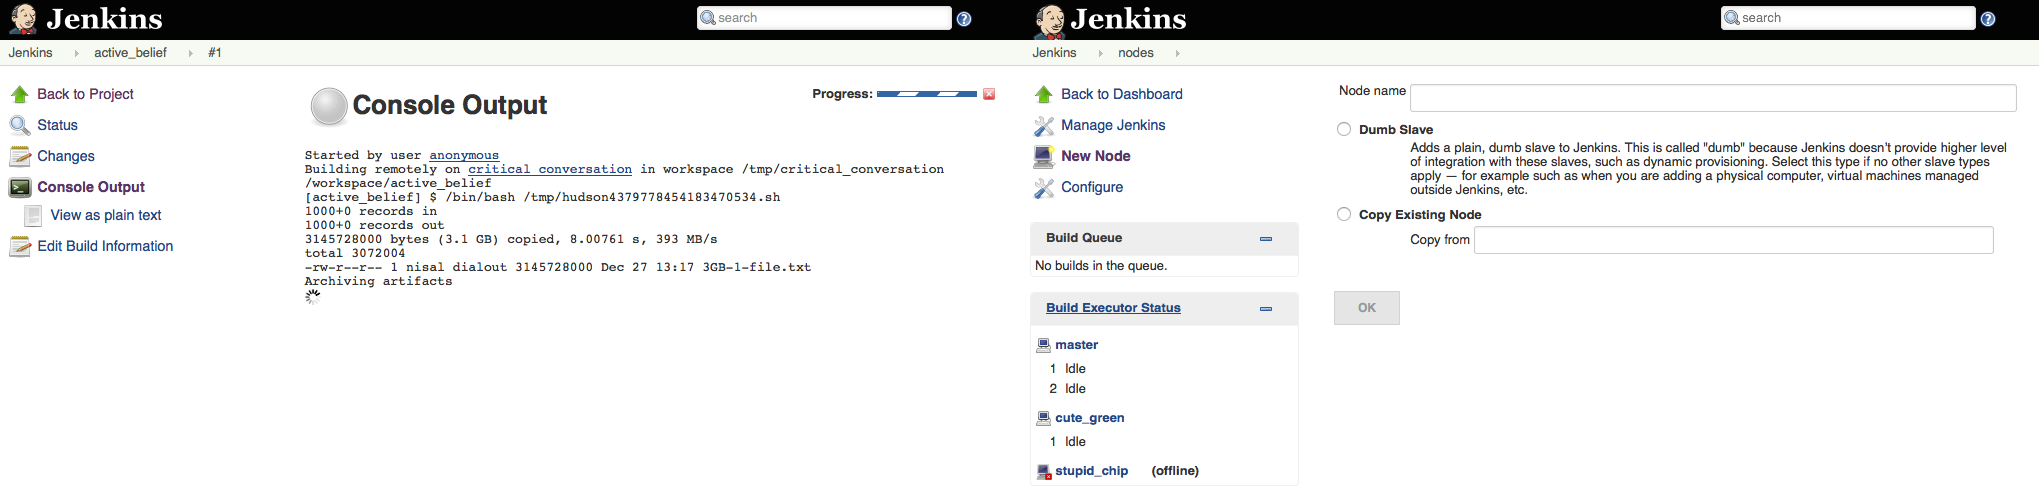 Jenkins
search
Jenkins
active_belief
#1
Back to Project
Status
Changes
Console Output
View as plain text
Edit Build Information
Console Output
Progress:
Started by user anonymous
Building remotely on critical_conversation in workspace /tmp/critical_conversation
/workspace/active_belief
[active_belief] $ /bin/bash /tmp/hudson4379778454183470534.sh
1000+0 records in
1000+0 records out
3145728000 bytes (3.1 GB) copied, 8.00761 s, 393 MB/s
total 3072004
-rw-r--r-- 1 nisal dialout 3145728000 Dec 27 13:17 3GB-1-file.txt
Archiving artifacts
Jenkins
search
Jenkins
nodes
Back to Dashboard
Manage Jenkins
New Node
Configure
Build Queue
No builds in the queue.
Build Executor Status
master
1 Idle
2 Idle
cute_green
1 Idle
stupid_chip (offline)
Node name
Dumb Slave
Adds a plain, dumb slave to Jenkins. This is called "dumb" because Jenkins doesn't provide higher level
of integration with these slaves, such as dynamic provisioning. Select this type if no other slave types
apply — for example such as when you are adding a physical computer, virtual machines managed
outside Jenkins, etc.
Copy Existing Node
Copy from
OK